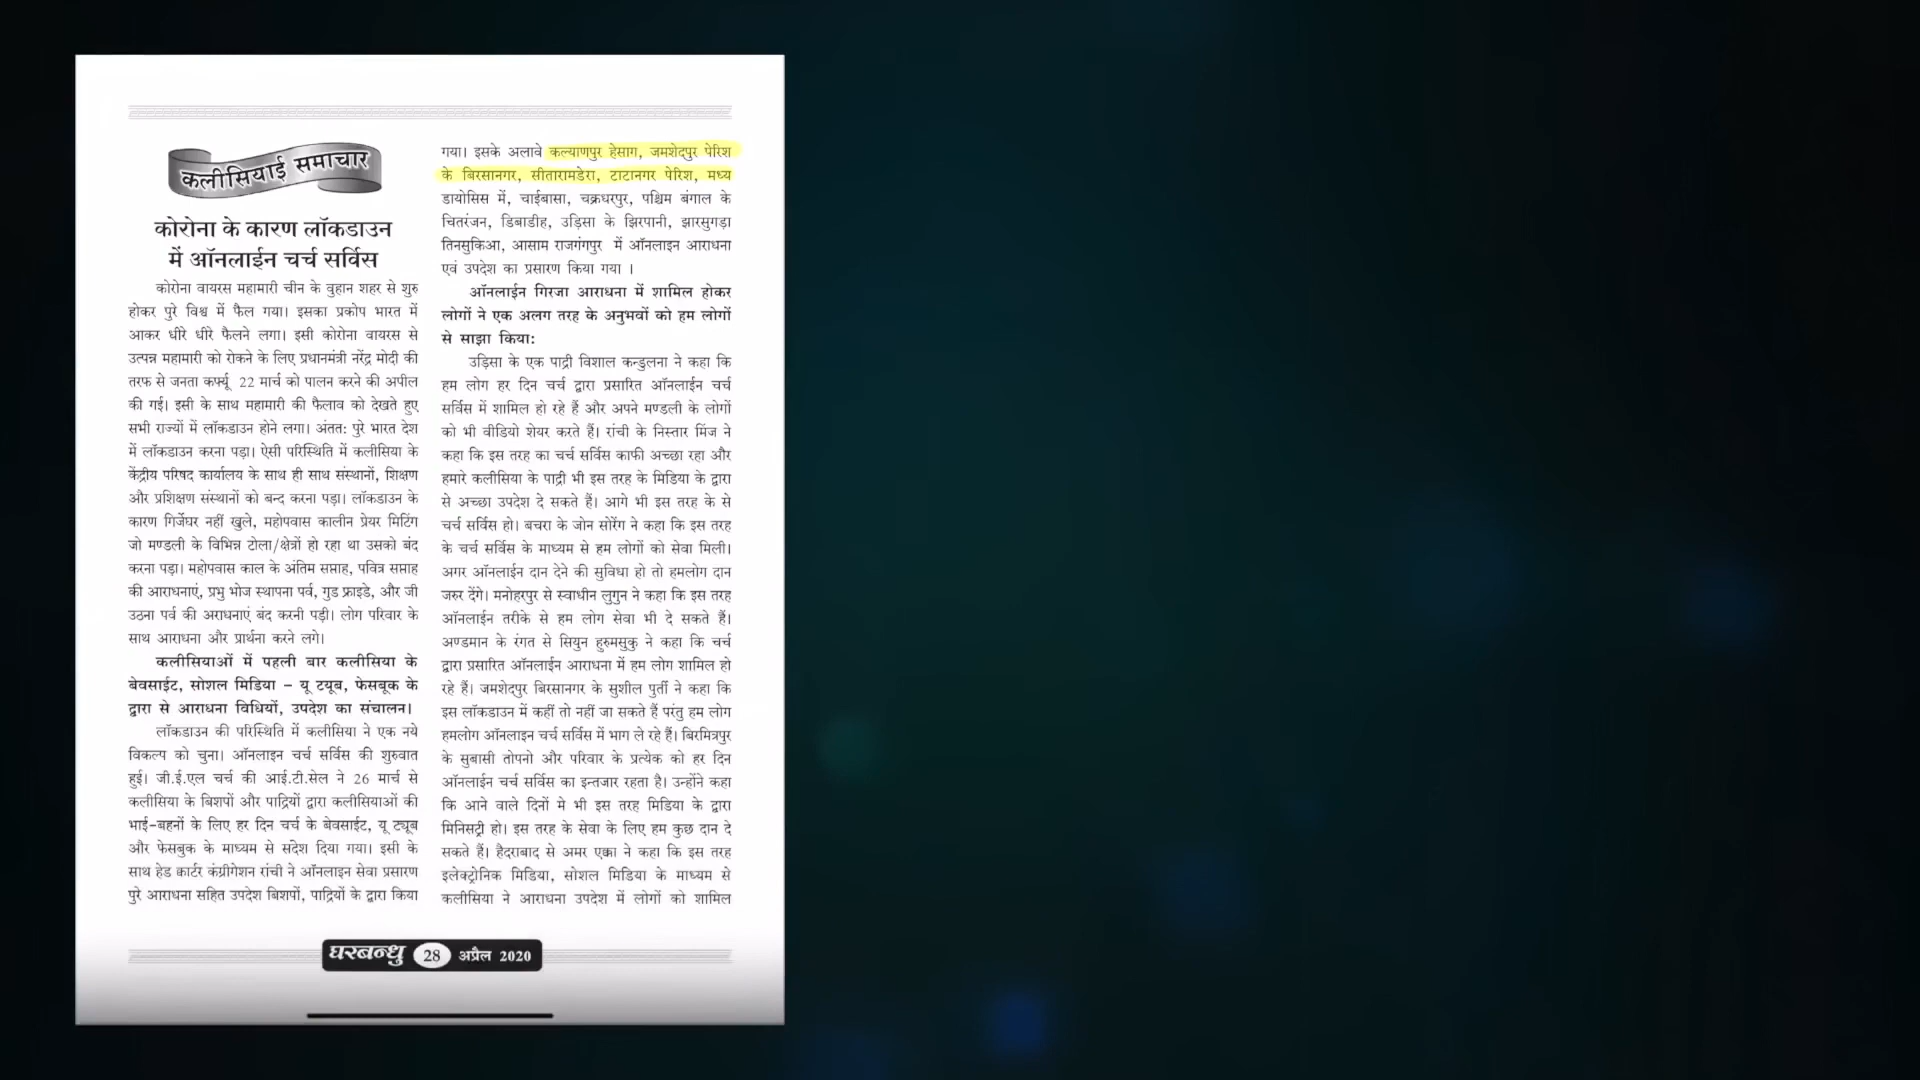 कलीसियाई समाचार
कोरोना के कारण लॉकडाउन
में ऑनलाईन चर्च सर्विस
कोरोना वायरस महामारी चीन के वुहान शहर से शुरु
होकर पुरे विश्व में फैल गया। इसका प्रकोप भारत में
आकर धीरे धीरे फैलने लगा। इसी कोरोना वायरस से
उत्पन्न महामारी को रोकने के लिए प्रधानमंत्री नरेंद्र मोदी की
तरफ से जनता कर्फ्यू 22 मार्च को पालन करने की अपील
की गई। इसी के साथ महामारी की फैलाव को देखते हुए
सभी राज्यों में लॉकडाउन होने लगा। अंतत: पुरे भारत देश
में लॉकडाउन करना पड़ा। ऐसी परिस्थिति में कलीसिया के
केंद्रीय परिषद कार्यालय के साथ ही साथ संस्थानों, शिक्षण
और प्रशिक्षण संस्थानों को बन्द करना पड़ा। लॉकडाउन के
कारण गिर्जेघर नहीं खुले, महोपवास कालीन प्रेयर मिटिंग
जो मण्डली के विभिन्न टोला/क्षेत्रों हो रहा था उसको बंद
करना पड़ा। महोपवास काल के अंतिम सप्ताह, पवित्र सप्ताह
की आराधनाएं, प्रभु भोज स्थापना पर्व, गुड फ्राइडे, और जी
उठना पर्व की अराधनाएं बंद करनी पड़ी। लोग परिवार के
साथ आराधना और प्रार्थना करने लगे।
कलीसियाओं में पहली बार कलीसिया के
बेवसाईट, सोशल मिडिया – यू टयूब, फेसबूक के
द्वारा से आराधना विधियों, उपदेश का संचालन।
लॉकडाउन की परिस्थिति में कलीसिया ने एक नये
विकल्प को चुना। ऑनलाइन चर्च सर्विस की शुरुवात
हुई। जी.ई.एल चर्च की आई.टी.सेल ने 26 मार्च से
कलीसिया के बिशपों और पाद्रियों द्वारा कलीसियाओं की
भाई-बहनों के लिए हर दिन चर्च के बेवसाईट, यू ट्यूब
और फेसबुक के माध्यम से संदेश दिया गया। इसी के
साथ हेड क्वार्टर कंग्रीगेशन रांची ने ऑनलाइन सेवा प्रसारण
पुरे आराधना सहित उपदेश बिशपों, पाद्रियों के द्वारा किया
गया। इसके अलावे कल्याणपुर हेसाग, जमशेदपुर पेरिश
के बिरसानगर, सीतारामडेरा, टाटानगर पेरिश, मध्य
डायोसिस में, चाईबासा, चक्रधरपुर, पश्चिम बंगाल के
चितरंजन, डिबाडीह, उड़िसा के झिरपानी, झारसुगड़ा
तिनसुकिआ, आसाम राजगंगपुर में ऑनलाइन आराधना
एवं उपदेश का प्रसारण किया गया ।
ऑनलाईन गिरजा आराधना में शामिल होकर
लोगों ने एक अलग तरह के अनुभवों को हम लोगों
से साझा किया:
उड़िसा के एक पाद्री विशाल कन्डुलना ने कहा कि
हम लोग हर दिन चर्च द्वारा प्रसारित ऑनलाईन चर्च
सर्विस में शामिल हो रहे हैं और अपने मण्डली के लोगों
को भी वीडियो शेयर करते हैं। रांची के निस्तार मिंज ने
कहा कि इस तरह का चर्च सर्विस काफी अच्छा रहा और
हमारे कलीसिया के पाद्री भी इस तरह के मिडिया के द्वारा
से अच्छा उपदेश दे सकते हैं। आगे भी इस तरह के से
चर्च सर्विस हो। बचरा के जोन सोरेंग ने कहा कि इस तरह
के चर्च सर्विस के माध्यम से हम लोगों को सेवा मिली।
अगर ऑनलाईन दान देने की सुविधा हो तो हमलोग दान
जरुर देंगे। मनोहरपुर से स्वाधीन लुगुन ने कहा कि इस तरह
ऑनलाईन तरीके से हम लोग सेवा भी दे सकते हैं।
अण्डमान के रंगत से सियुन हुरुमसुकु ने कहा कि चर्च
द्वारा प्रसारित ऑनलाईन आराधना में हम लोग शामिल हो
रहे हैं। जमशेदपुर बिरसानगर के सुशील पुर्ती ने कहा कि
इस लॉकडाउन में कहीं तो नहीं जा सकते हैं परंतु हम लोग
हमलोग ऑनलाइन चर्च सर्विस में भाग ले रहे हैं। बिरमित्रपुर
के सुबासी तोपनो और परिवार के प्रत्येक को हर दिन
ऑनलाईन चर्च सर्विस का इन्तजार रहता है। उन्होंने कहा
कि आने वाले दिनों मे भी इस तरह मिडिया के द्वारा
मिनिसट्री हो। इस तरह के सेवा के लिए हम कुछ दान दे
सकते हैं। हैदराबाद से अमर एक्का ने कहा कि इस तरह
इलेक्ट्रोनिक मिडिया, सोशल मिडिया के माध्यम से
कलीसिया ने आराधना उपदेश में लोगों को शामिल
घरबन्धु 28 अप्रैल 2020